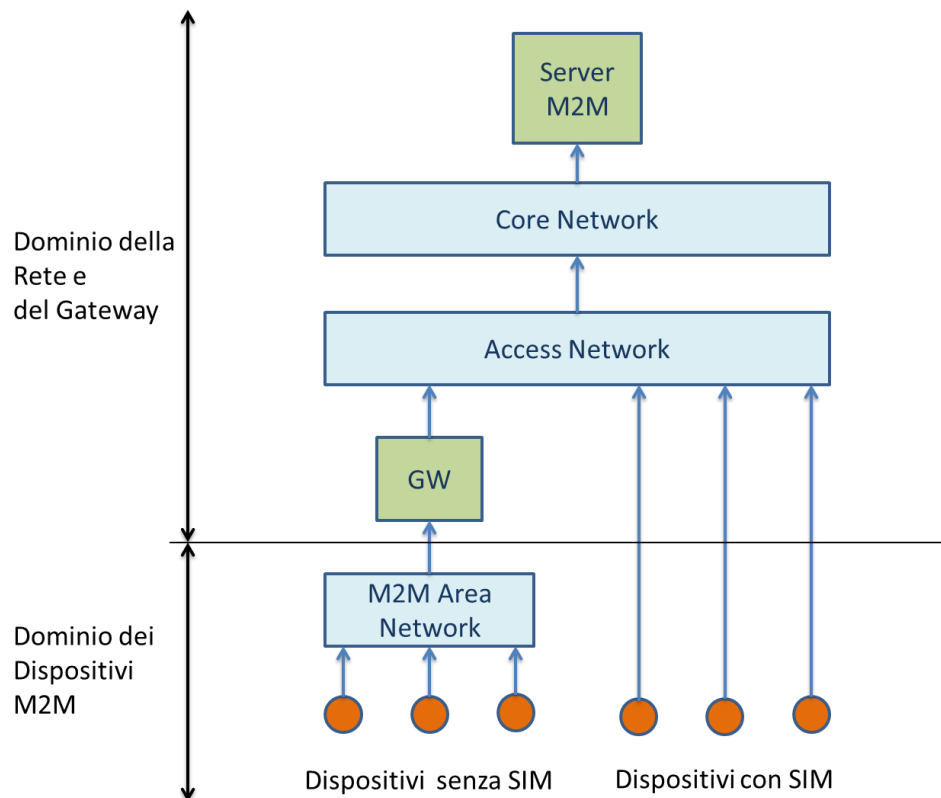 Server
M2M
Core Network
Dominio della
Rete e
del Gateway
Access Network
GW
M2M Area
Network
Dominio dei
Dispositivi
M2M
Dispositivi senza SIM
Dispositivi con SIM